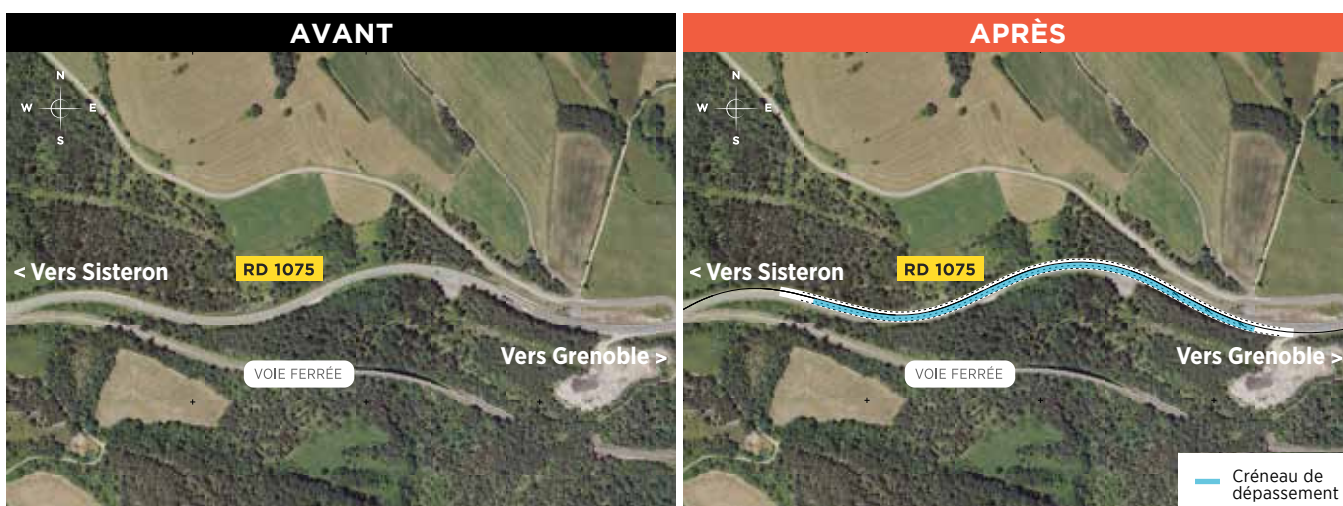 AVANT
N
W E
S
< Vers Sisteron
RD 1075
Vers Grenoble >
VOIE FERRÉE
APRÈS
N
W E
S
< Vers Sisteron
RD 1075
Vers Grenoble >
VOIE FERRÉE
Créneau de
dépassement